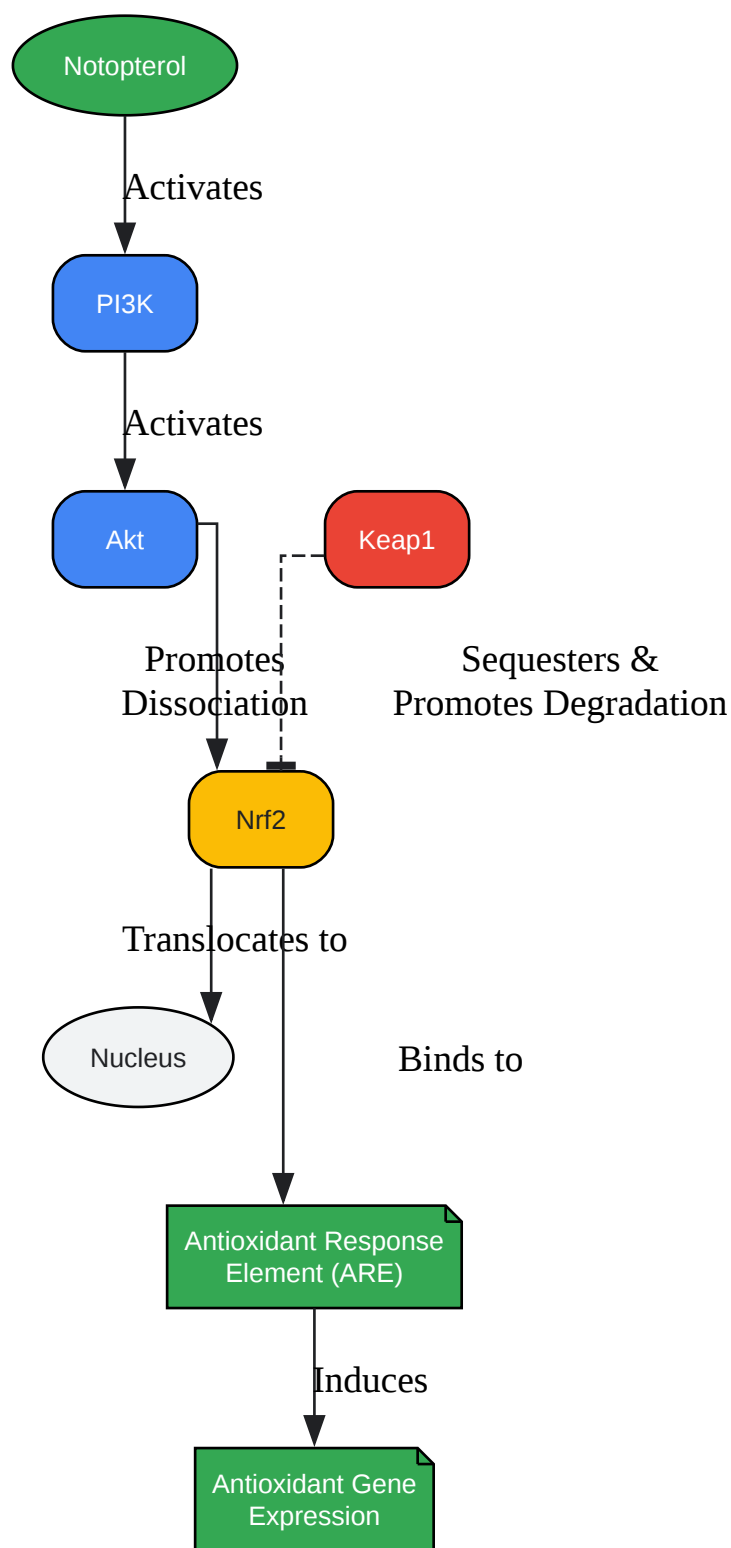 Notopterol
Activates
PI3K
Activates
Akt
Keap1
Promotes
Dissociation
Sequesters &
Promotes Degradation
Nrf2
Translocates to
Nucleus
Binds to
Antioxidant Response
Element (ARE)
Induces
Antioxidant Gene
Expression